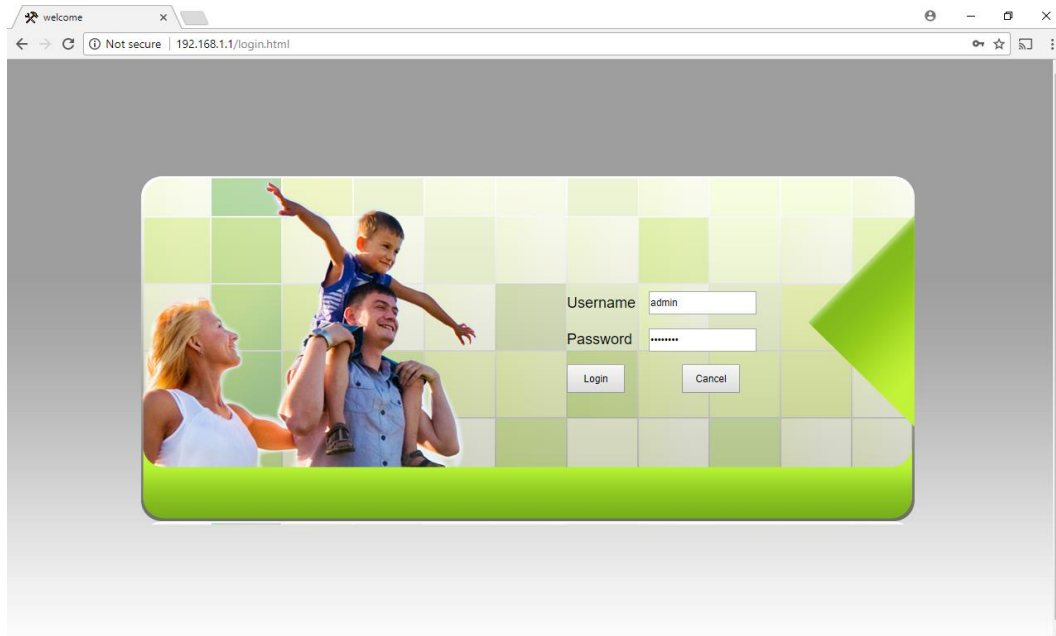 welcome
Not secure | 192.168.1.1/login.html
Username admin
Password ••••••••
Login Cancel